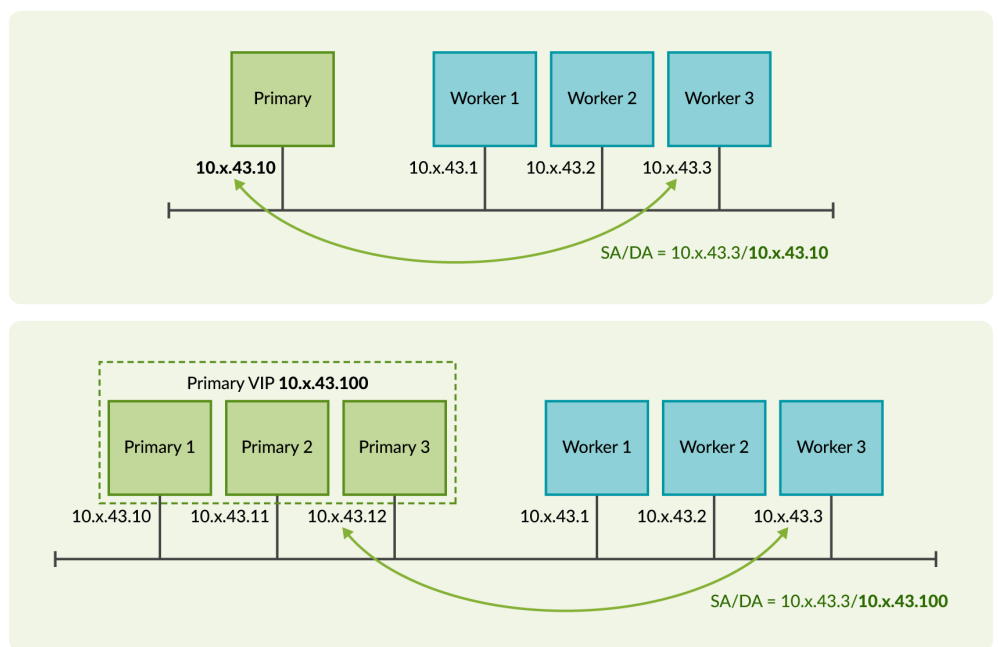 Primary
Worker 1
Worker 2
Worker 3
10.x.43.10
10.x.43.1
10.x.43.2
10.x.43.3
SA/DA = 10.x.43.3/10.x.43.10
Primary VIP 10.x.43.100
Primary 1
Primary 2
Primary 3
Worker 1
Worker 2
Worker 3
10.x.43.10
10.x.43.11
10.x.43.12
10.x.43.1
10.x.43.2
10.x.43.3
SA/DA = 10.x.43.3/10.x.43.100